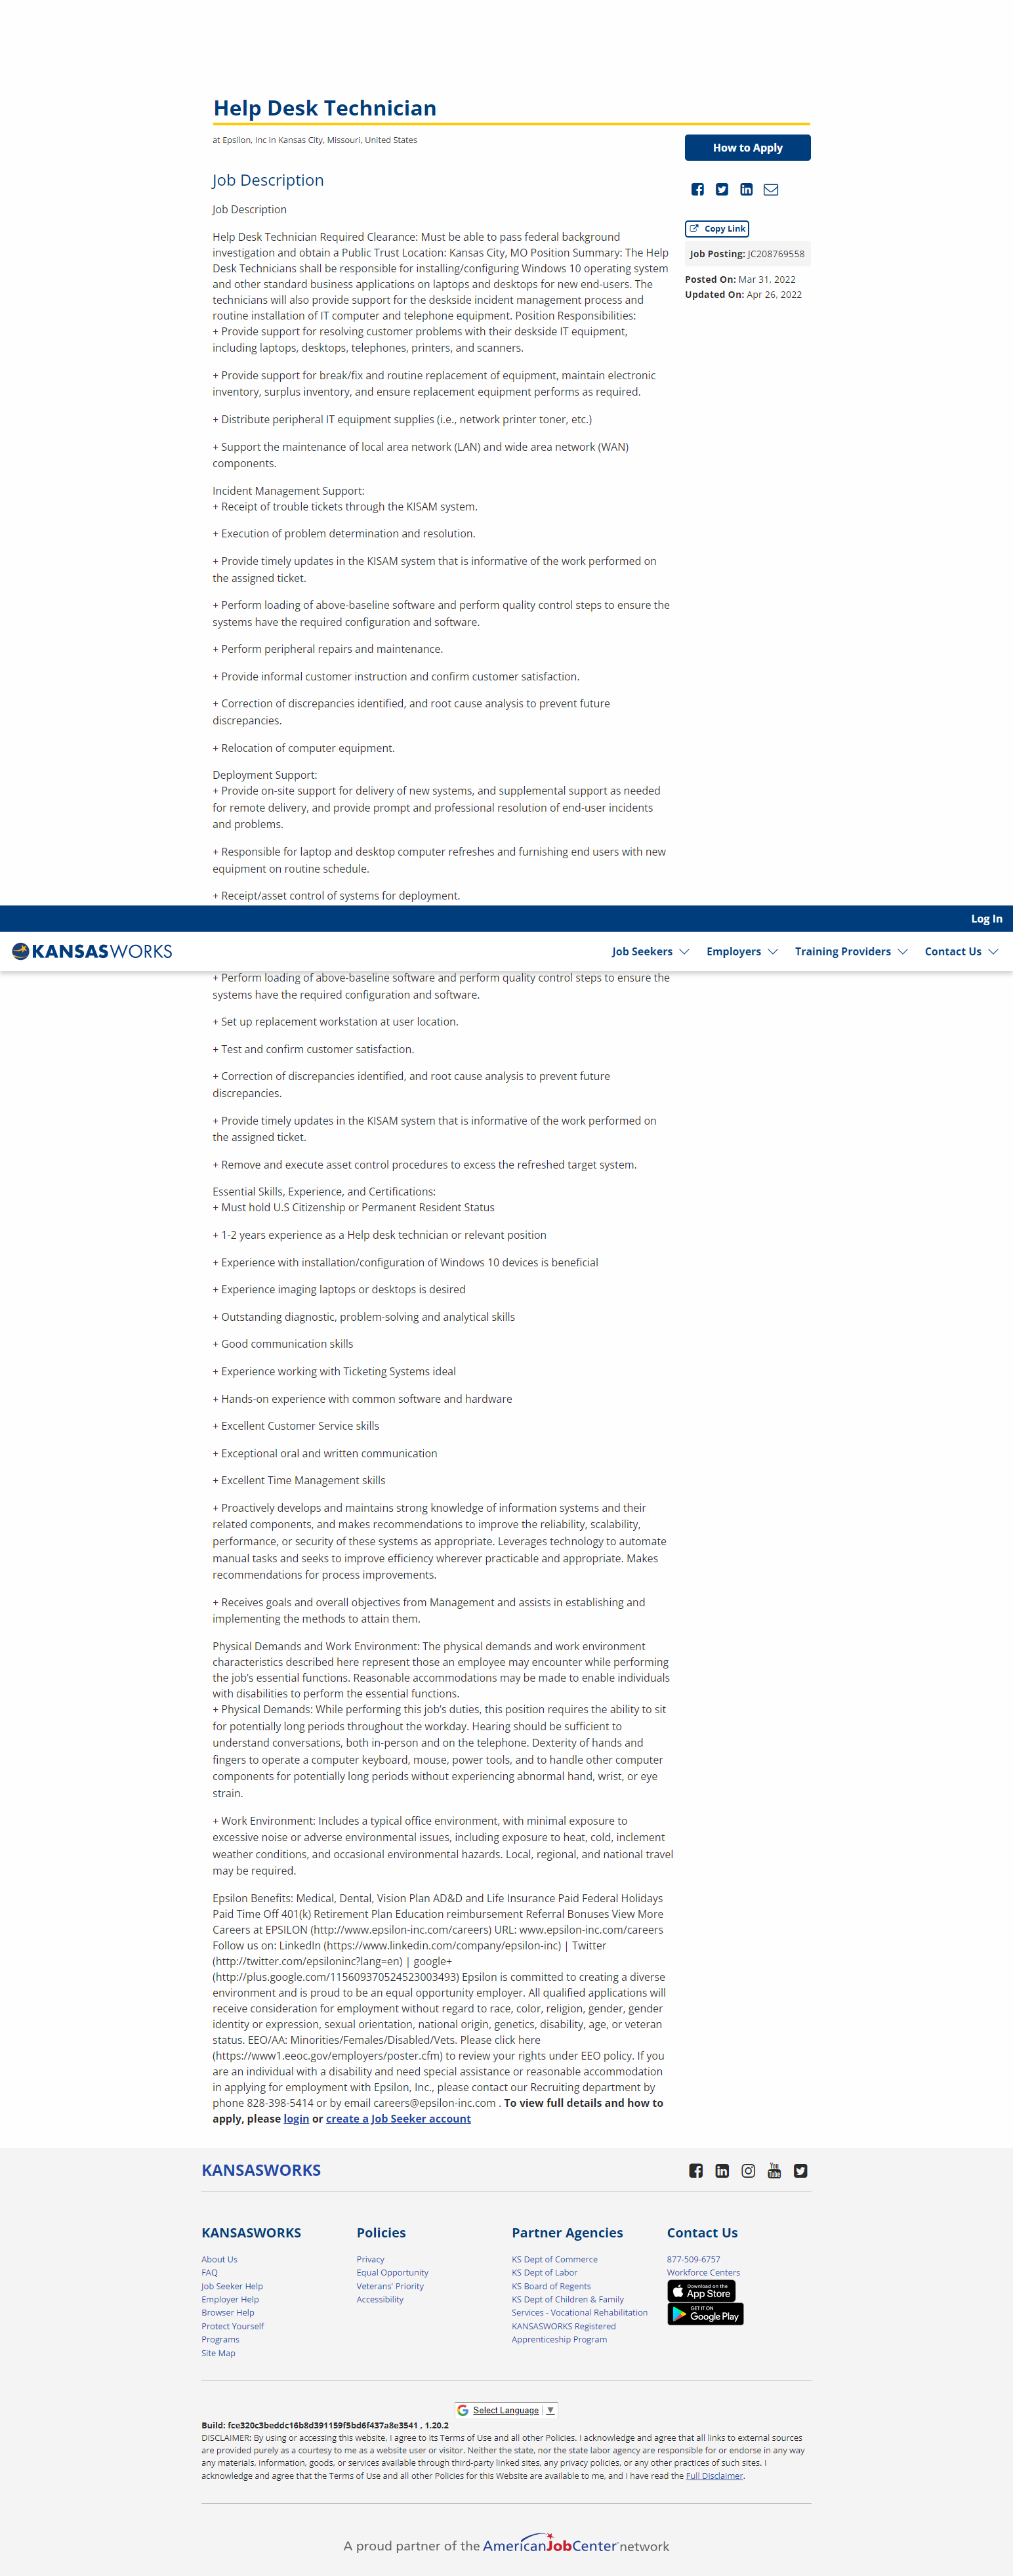 Help Desk Technician
at Epsilon, Inc in Kansas City, Missouri, United States
How to Apply
Job Description
Copy Link
Job Posting: JC208769558
Posted On: Mar 31, 2022
Updated On: Apr 26, 2022
Job Description
Help Desk Technician Required Clearance: Must be able to pass federal background
investigation and obtain a Public Trust Location: Kansas City, MO Position Summary: The Help
Desk Technicians shall be responsible for installing/configuring Windows 10 operating system
and other standard business applications on laptops and desktops for new end-users. The
technicians will also provide support for the deskside incident management process and
routine installation of IT computer and telephone equipment. Position Responsibilities:
+ Provide support for resolving customer problems with their deskside IT equipment,
including laptops, desktops, telephones, printers, and scanners.
+ Provide support for break/fix and routine replacement of equipment, maintain electronic
inventory, surplus inventory, and ensure replacement equipment performs as required.
+ Distribute peripheral IT equipment supplies (i.e., network printer toner, etc.)
+ Support the maintenance of local area network (LAN) and wide area network (WAN)
components.
Incident Management Support:
+ Receipt of trouble tickets through the KISAM system.
+ Execution of problem determination and resolution.
+ Provide timely updates in the KISAM system that is informative of the work performed on
the assigned ticket.
+ Perform loading of above-baseline software and perform quality control steps to ensure the
systems have the required configuration and software.
+ Perform peripheral repairs and maintenance.
+ Provide informal customer instruction and confirm customer satisfaction.
+ Correction of discrepancies identified, and root cause analysis to prevent future
discrepancies.
+ Relocation of computer equipment.
Deployment Support:
+ Provide on-site support for delivery of new systems, and supplemental support as needed
for remote delivery, and provide prompt and professional resolution of end-user incidents
and problems.
+ Responsible for laptop and desktop computer refreshes and furnishing end users with new
equipment on routine schedule.
+ Receipt/asset control of systems for deployment.
Log In
KANSASWORKS
Job Seekers
Employers
Training Providers
Contact Us
+ Perform loading of above-baseline software and perform quality control steps to ensure the
systems have the required configuration and software.
+ Set up replacement workstation at user location.
+ Test and confirm customer satisfaction.
+ Correction of discrepancies identified, and root cause analysis to prevent future
discrepancies.
+ Provide timely updates in the KISAM system that is informative of the work performed on
the assigned ticket.
+ Remove and execute asset control procedures to excess the refreshed target system.
Essential Skills, Experience, and Certifications:
+ Must hold U.S Citizenship or Permanent Resident Status
+ 1-2 years experience as a Help desk technician or relevant position
+ Experience with installation/configuration of Windows 10 devices is beneficial
+ Experience imaging laptops or desktops is desired
+ Outstanding diagnostic, problem-solving and analytical skills
+ Good communication skills
+ Experience working with Ticketing Systems ideal
+ Hands-on experience with common software and hardware
+ Excellent Customer Service skills
+ Exceptional oral and written communication
+ Excellent Time Management skills
+ Proactively develops and maintains strong knowledge of information systems and their
related components, and makes recommendations to improve the reliability, scalability,
performance, or security of these systems as appropriate. Leverages technology to automate
manual tasks and seeks to improve efficiency wherever practicable and appropriate. Makes
recommendations for process improvements.
+ Receives goals and overall objectives from Management and assists in establishing and
implementing the methods to attain them.
Physical Demands and Work Environment: The physical demands and work environment
characteristics described here represent those an employee may encounter while performing
the job's essential functions. Reasonable accommodations may be made to enable individuals
with disabilities to perform the essential functions.
+ Physical Demands: While performing this job's duties, this position requires the ability to sit
for potentially long periods throughout the workday. Hearing should be sufficient to
understand conversations, both in-person and on the telephone. Dexterity of hands and
fingers to operate a computer keyboard, mouse, power tools, and to handle other computer
components for potentially long periods without experiencing abnormal hand, wrist, or eye
strain.
+ Work Environment: Includes a typical office environment, with minimal exposure to
excessive noise or adverse environmental issues, including exposure to heat, cold, inclement
weather conditions, and occasional environmental hazards. Local, regional, and national travel
may be required.
Epsilon Benefits: Medical, Dental, Vision Plan AD&D and Life Insurance Paid Federal Holidays
Paid Time Off 401(k) Retirement Plan Education reimbursement Referral Bonuses View More
Careers at EPSILON (http://www.epsilon-inc.com/careers) URL: www.epsilon-inc.com/careers
Follow us on: LinkedIn (https://www.linkedin.com/company/epsilon-inc) | Twitter
(http://twitter.com/epsiloninc?lang=en) | google+
(http://plus.google.com/115609370524523003493) Epsilon is committed to creating a diverse
environment and is proud to be an equal opportunity employer. All qualified applications will
receive consideration for employment without regard to race, color, religion, gender, gender
identity or expression, sexual orientation, national origin, genetics, disability, age, or veteran
status. EEO/AA: Minorities/Females/Disabled/Vets. Please click here
(https://www1.eeoc.gov/employers/poster.cfm) to review your rights under EEO policy. If you
are an individual with a disability and need special assistance or reasonable accommodation
in applying for employment with Epsilon, Inc., please contact our Recruiting department by
phone 828-398-5414 or by email careers@epsilon-inc.com . To view full details and how to
apply, please login or create a Job Seeker account
KANSASWORKS
You Tube
KANSASWORKS
About Us
FAQ
Job Seeker Help
Employer Help
Browser Help
Protect Yourself
Programs
Site Map
Policies
Privacy
Equal Opportunity
Veterans' Priority
Accessibility
Partner Agencies
KS Dept of Commerce
KS Dept of Labor
KS Board of Regents
KS Dept of Children & Family
Services - Vocational Rehabilitation
KANSASWORKS Registered
Apprenticeship Program
Contact Us
877-509-6757
Workforce Centers
Download on the
App Store
GET IT ON
Google Play
Select Language ▼
Build: fce320c3beddc16b8d391159f5bd6f437a8e3541 , 1.20.2
DISCLAIMER: By using or accessing this website, I agree to its Terms of Use and all other Policies. I acknowledge and agree that all links to external sources
are provided purely as a courtesy to me as a website user or visitor. Neither the state, nor the state labor agency are responsible for or endorse in any way
any materials, information, goods, or services available through third-party linked sites, any privacy policies, or any other practices of such sites. I
acknowledge and agree that the Terms of Use and all other Policies for this Website are available to me, and I have read the Full Disclaimer.
A proud partner of the AmericanJobCenter network